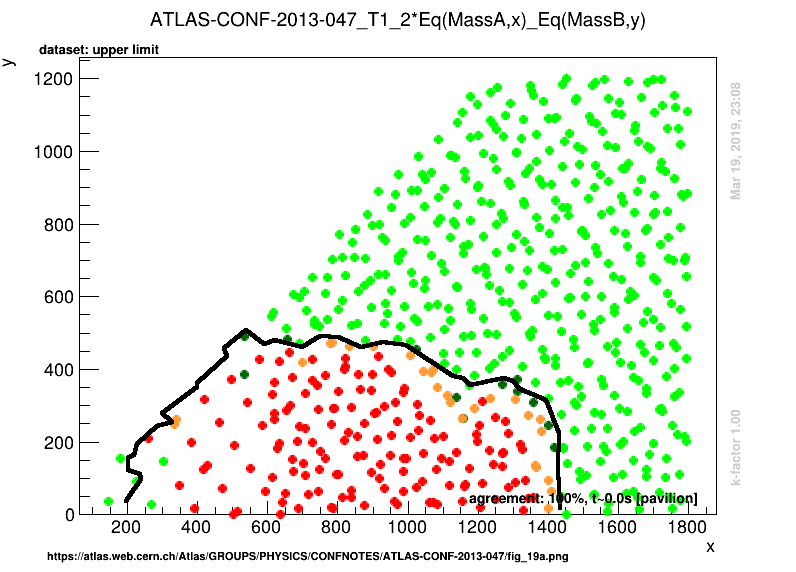 ATLAS-CONF-2013-047_T1_2*Eq(MassA,x)_Eq(MassB,y)
dataset: upper limit
y
1200
1000
800
600
400
200
0
Mar 19, 2019, 23:08
k-factor 1.00
agreement: 100%, t~0.0s [pavilion]
200 400 600 800 1000 1200 1400 1600 1800
x
https://atlas.web.cern.ch/Atlas/GROUPS/PHYSICS/CONFNOTES/ATLAS-CONF-2013-047/fig_19a.png